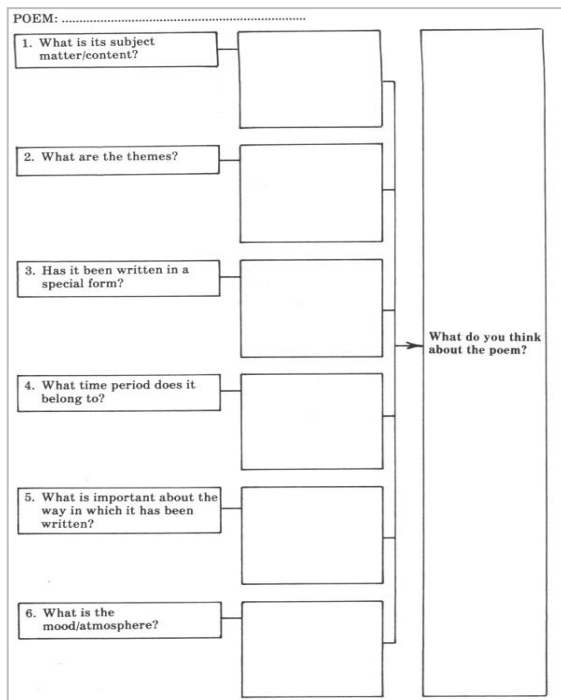 POEM: ......................................................................
1. What is its subject
matter/content?
2. What are the themes?
3. Has it been written in a
special form?
What do you think
about the poem?
4. What time period does it
belong to?
5. What is important about the
way in which it has been
written?
6. What is the
mood/atmosphere?